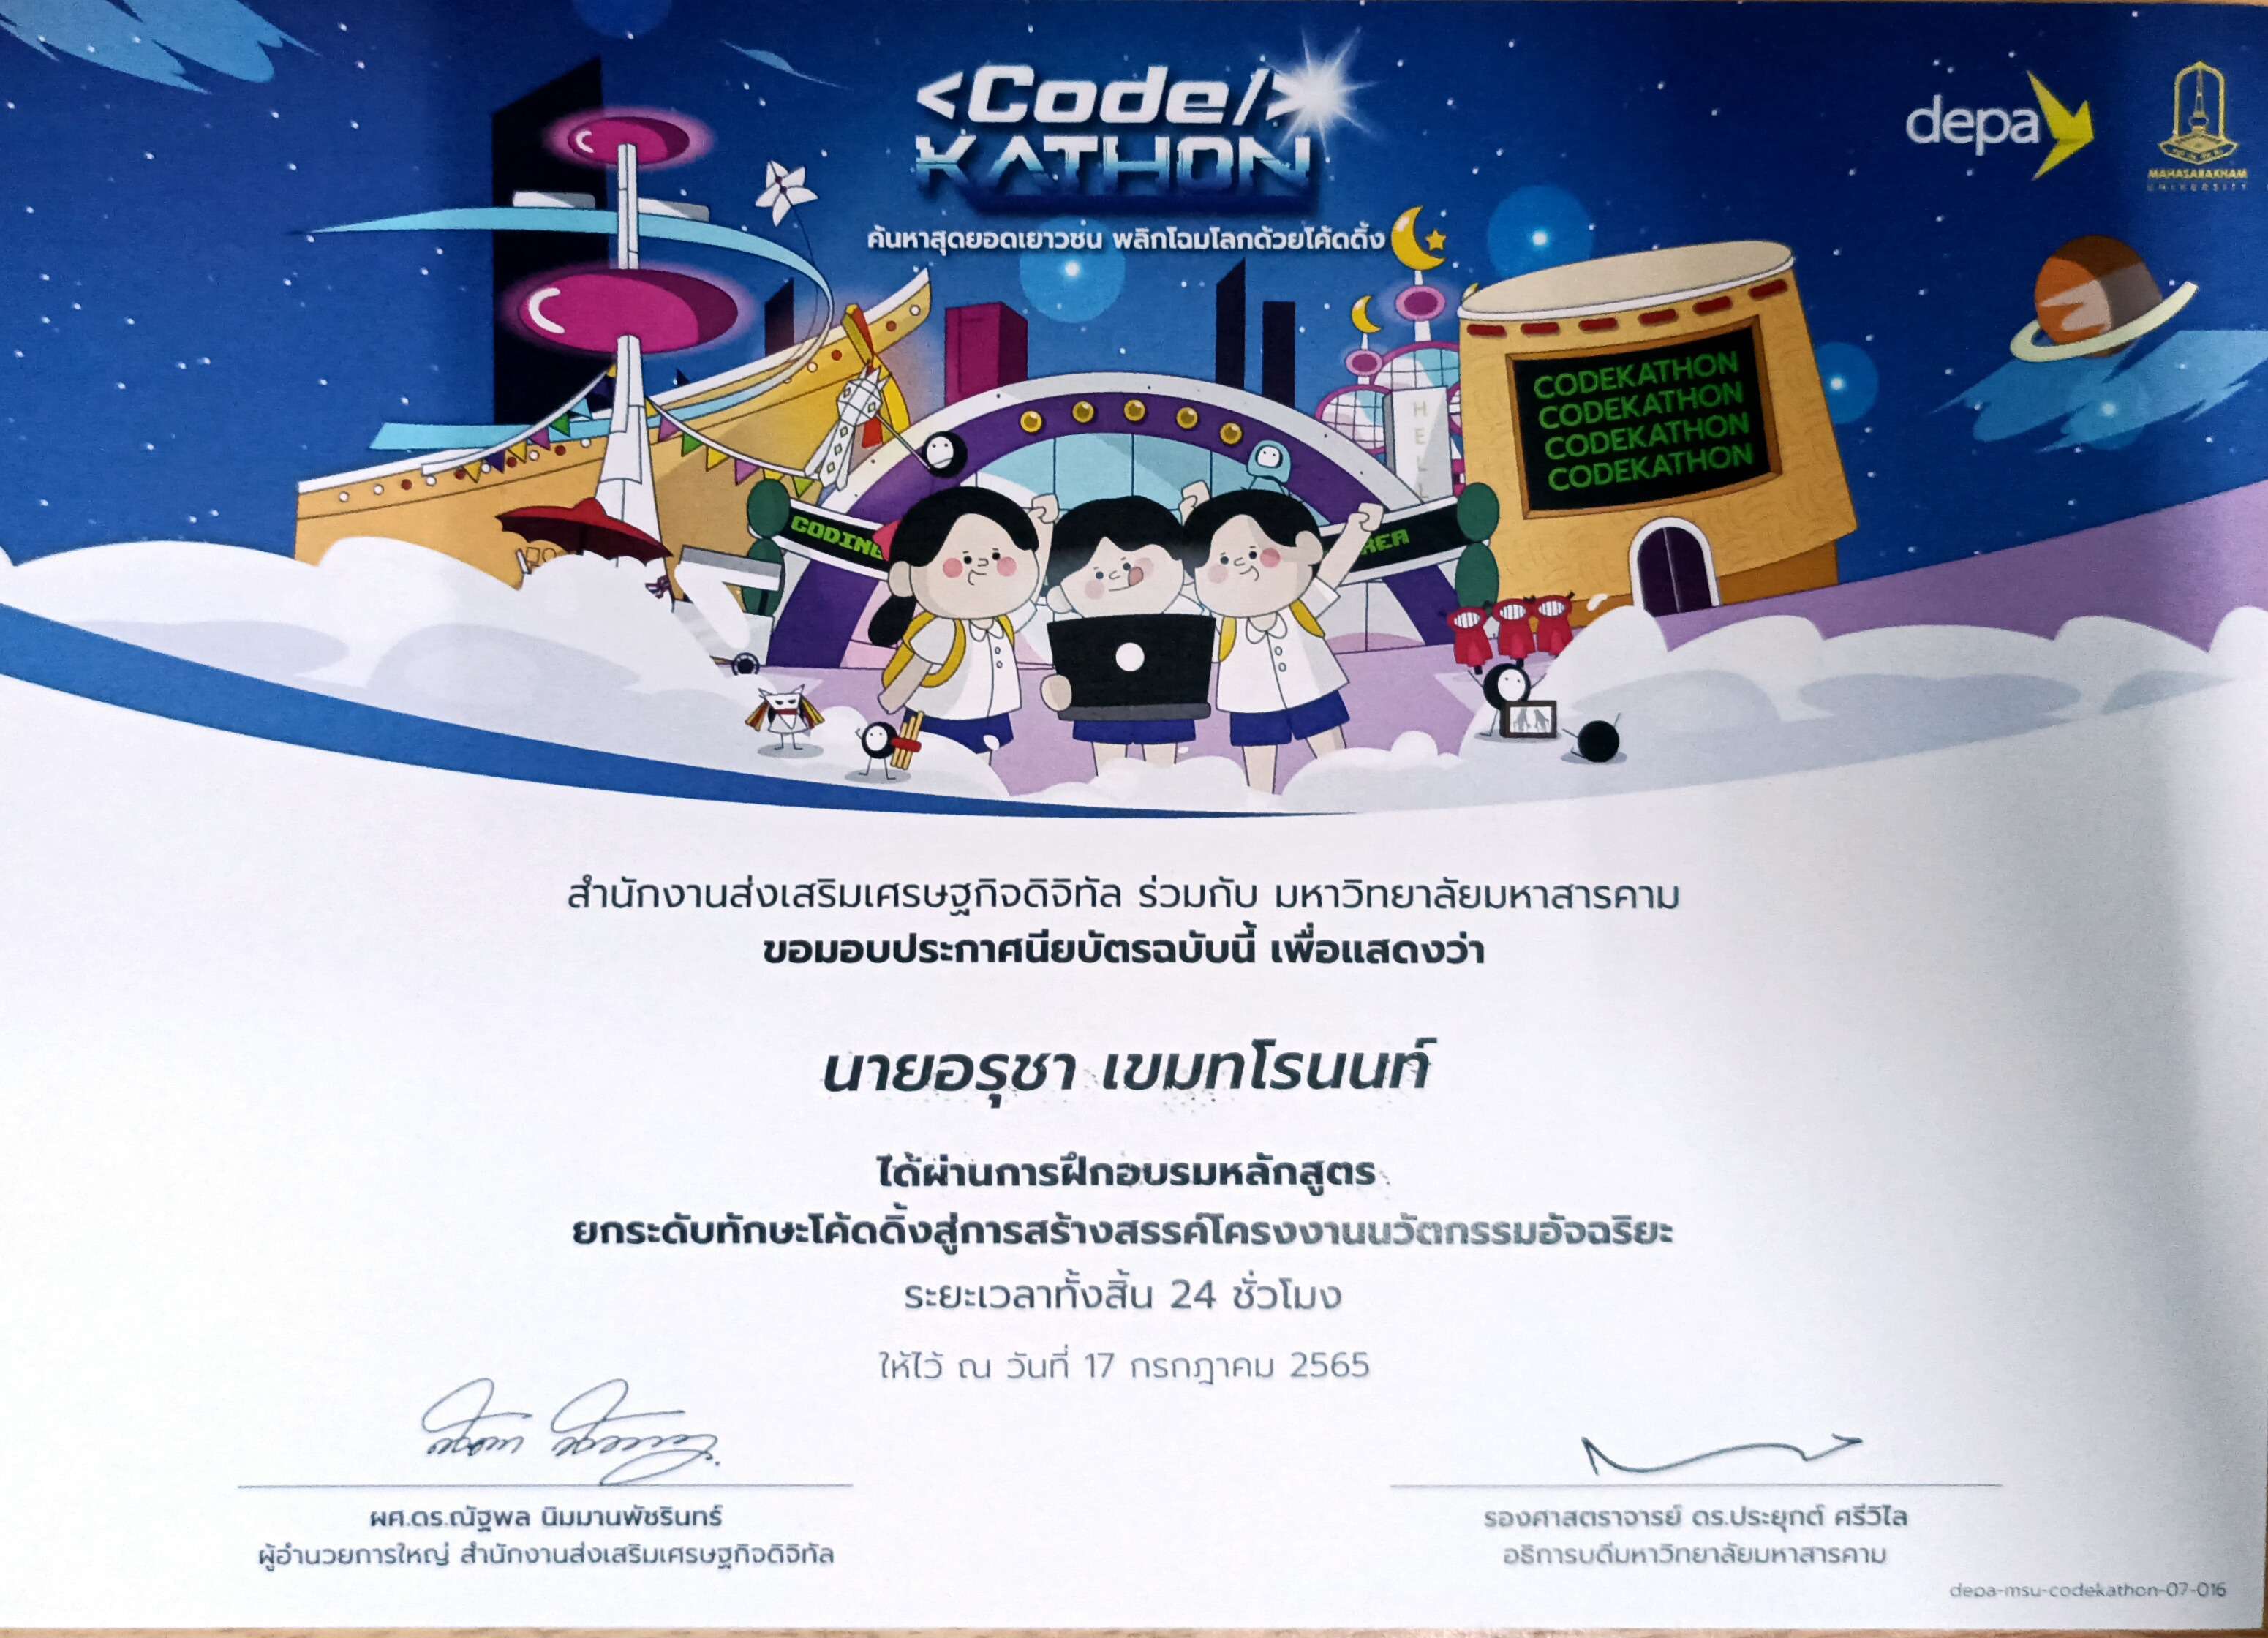 <Code/>
KATHON
ค้นหาสุดยอดเยาวชน พลิกโฉมโลกด้วยโค้ดดิ้ง
depa
MAHASARAKHAM
UNIVERSITY
CODEKATHON
CODEKATHON
CODEKATHON
CODEKATHON
HELL
CODING
REA
สำนักงานส่งเสริมเศรษฐกิจดิจิทัล ร่วมกับ มหาวิทยาลัยมหาสารคาม
ขอมอบประกาศนียบัตรฉบับนี้ เพื่อแสดงว่า
นายอรุชา เขมทโรนนท์
ได้ผ่านการฝึกอบรมหลักสูตร
ยกระดับทักษะโค้ดดิ้งสู่การสร้างสรรค์โครงงานนวัตกรรมอัจฉริยะ
ระยะเวลาทั้งสิ้น 24 ชั่วโมง
ให้ไว้ ณ วันที่ 17 กรกฎาคม 2565
ผศ.ดร.ณัฐพล นิมมานพัชรินทร์
ผู้อำนวยการใหญ่ สำนักงานส่งเสริมเศรษฐกิจดิจิทัล
รองศาสตราจารย์ ดร.ประยุกต์ ศรีวิไล
อธิการบดีมหาวิทยาลัยมหาสารคาม
depa-msu-codekathon-07-016